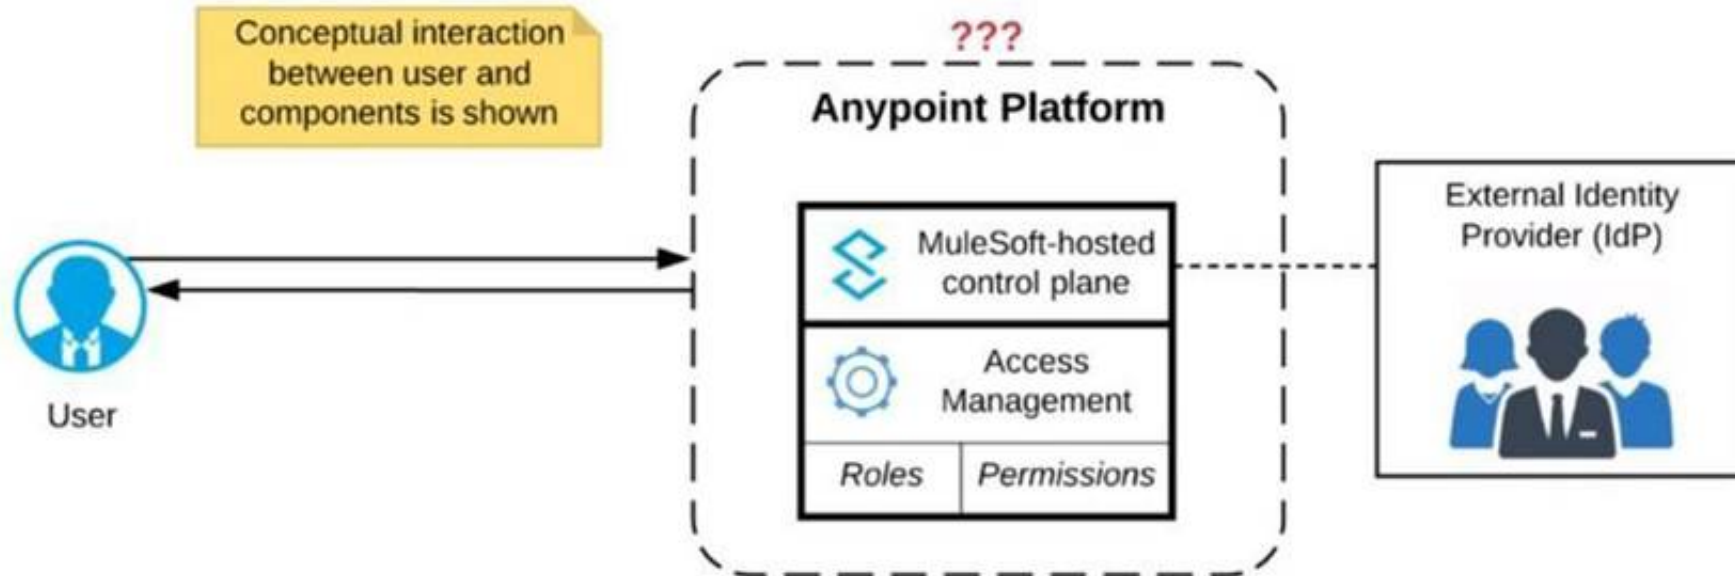 Conceptual interaction
between user and
components is shown
???
Anypoint Platform
MuleSoft-hosted
control plane
Access
Management
Roles
Permissions
External Identity
Provider (IdP)
User